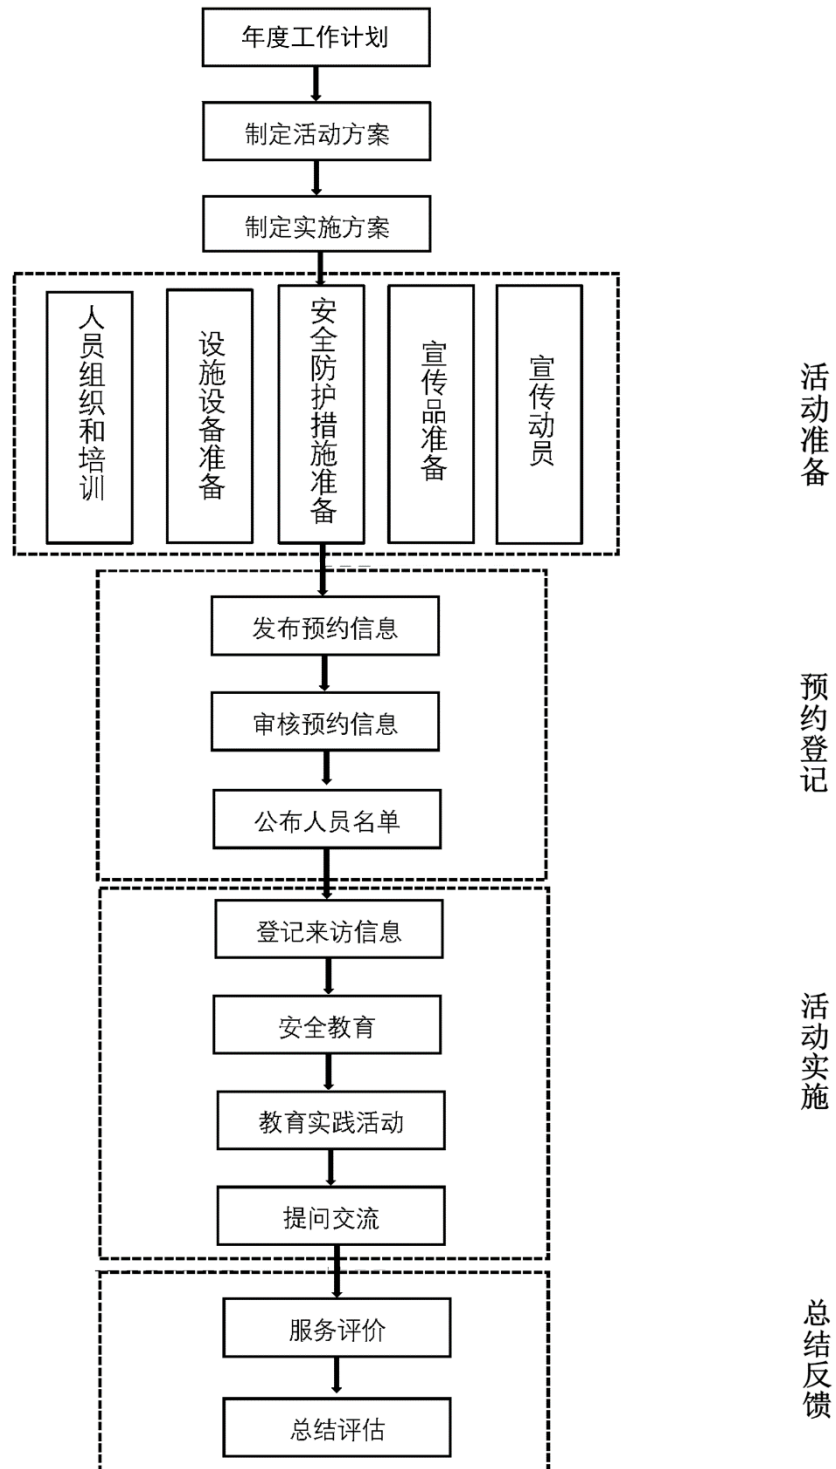 年度工作计划
制定活动方案
制定实施方案
人员组织和培训
设施设备准备
安全防护措施准备
宣传品准备
宣传动员
活动准备
发布预约信息
审核预约信息
公布人员名单
预约登记
登记来访信息
安全教育
教育实践活动
提问交流
活动实施
服务评价
总结评估
总结反馈